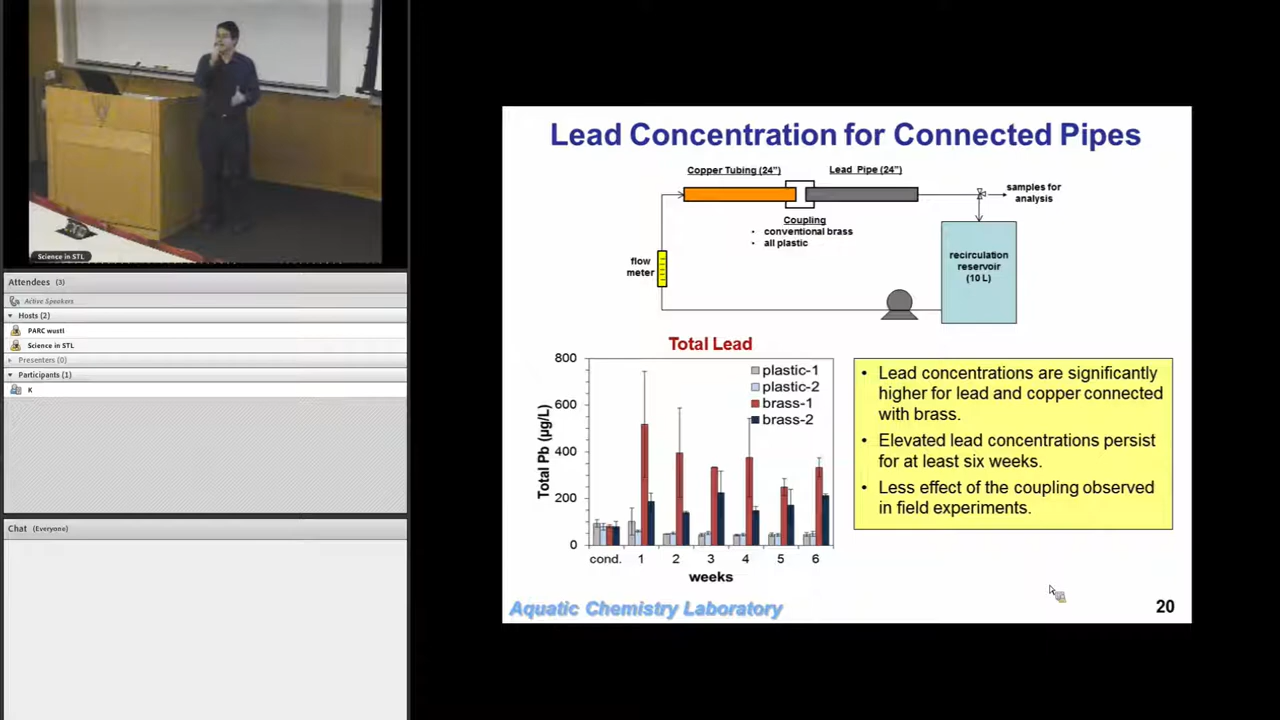 Science in STL
Attendees (3)
Active Speakers
Hosts (2)
PARC wustl
Science in STL
Presenters (0)
Participants (1)
K
Chat (Everyone)
Lead Concentration for Connected Pipes
Copper Tubing (24")
Lead Pipe (24")
samples for
analysis
Coupling
• conventional brass
• all plastic
flow
meter
recirculation
reservoir
(10 L)
Total Lead
Total Pb (µg/L)
800
600
400
200
0
plastic-1
plastic-2
brass-1
brass-2
cond. 1 2 3 4 5 6
weeks
• Lead concentrations are significantly
higher for lead and copper connected
with brass.
• Elevated lead concentrations persist
for at least six weeks.
• Less effect of the coupling observed
in field experiments.
Aquatic Chemistry Laboratory
20